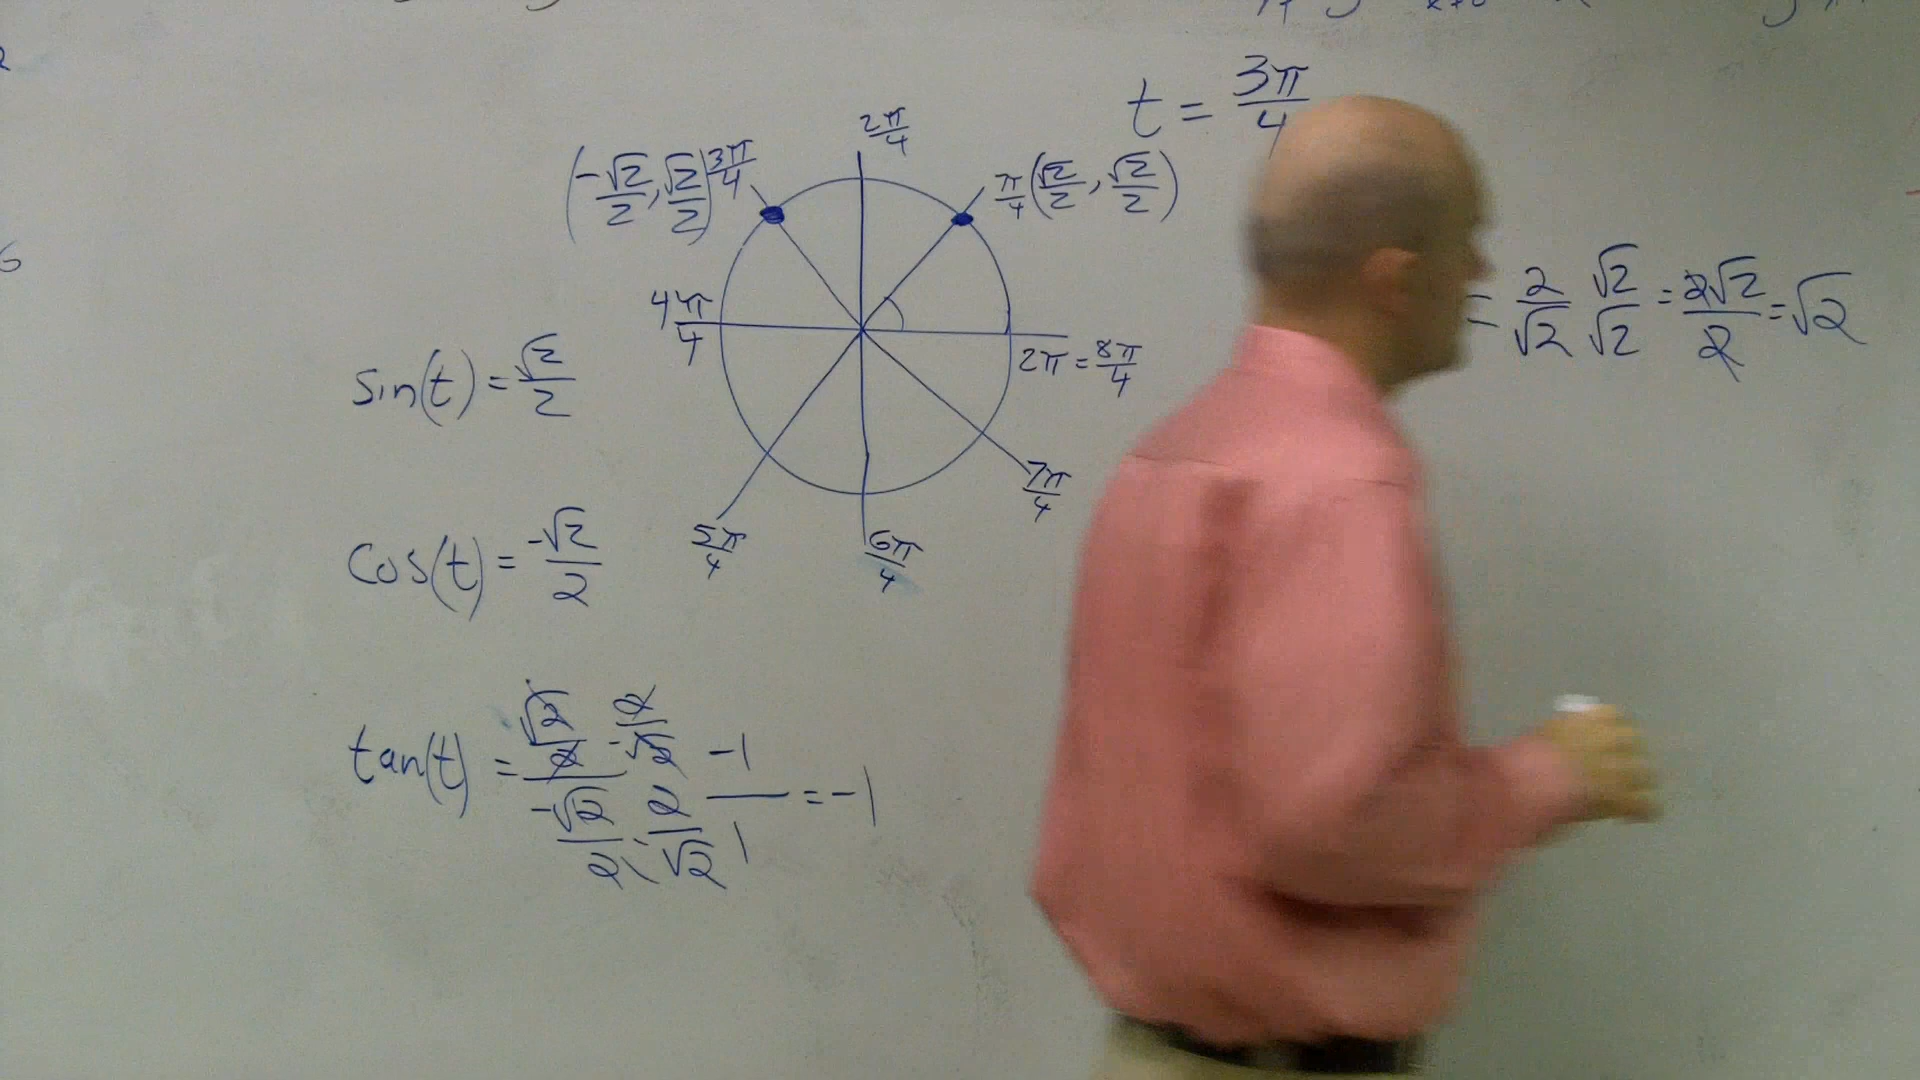 t = 3π/4
2π/4
(-√2/2, √2/2) 3π/4
π/4 (√2/2, √2/2)
4π/4
2π = 8π/4
= 2/√2 √2/√2 = 2√2/2 = √2
sin(t) = √2/2
7π/4
5π/4
6π/4
cos(t) = -√2/2
tan(t) = √2/2 · 2/√2 -1
-√2/2 · 2/√2 1 = -1